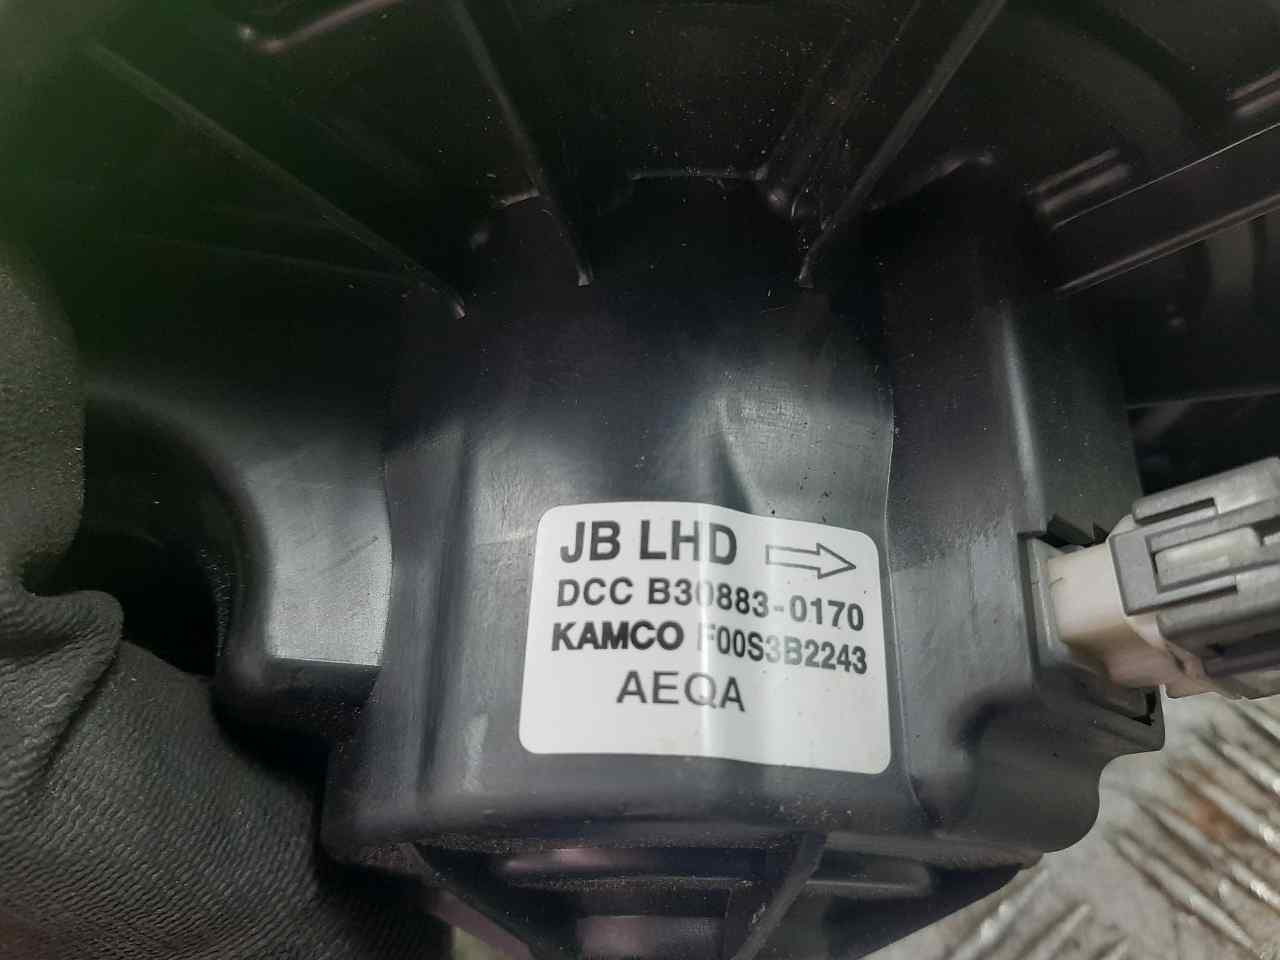 JB LHD
DCC B30883-0170
KAMCO F00S3B2243
AEQA